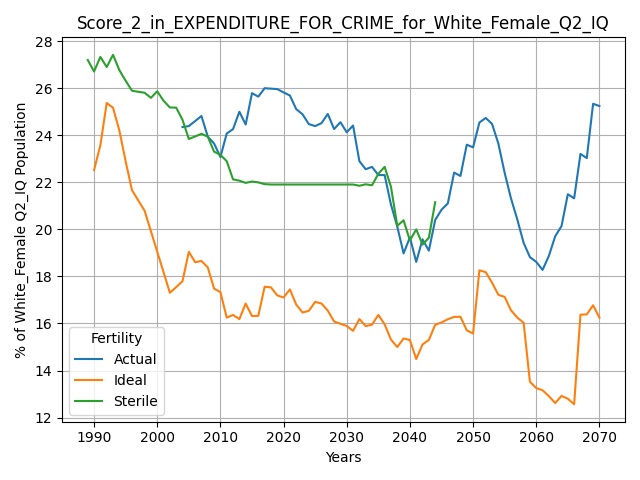 Score_2_in_EXPENDITURE_FOR_CRIME_for_White_Female_Q2_IQ
28
26
24
22
20
18
16
14
12
% of White_Female Q2_IQ Population
Fertility
Actual
Ideal
Sterile
1990 2000 2010 2020 2030 2040 2050 2060 2070
Years